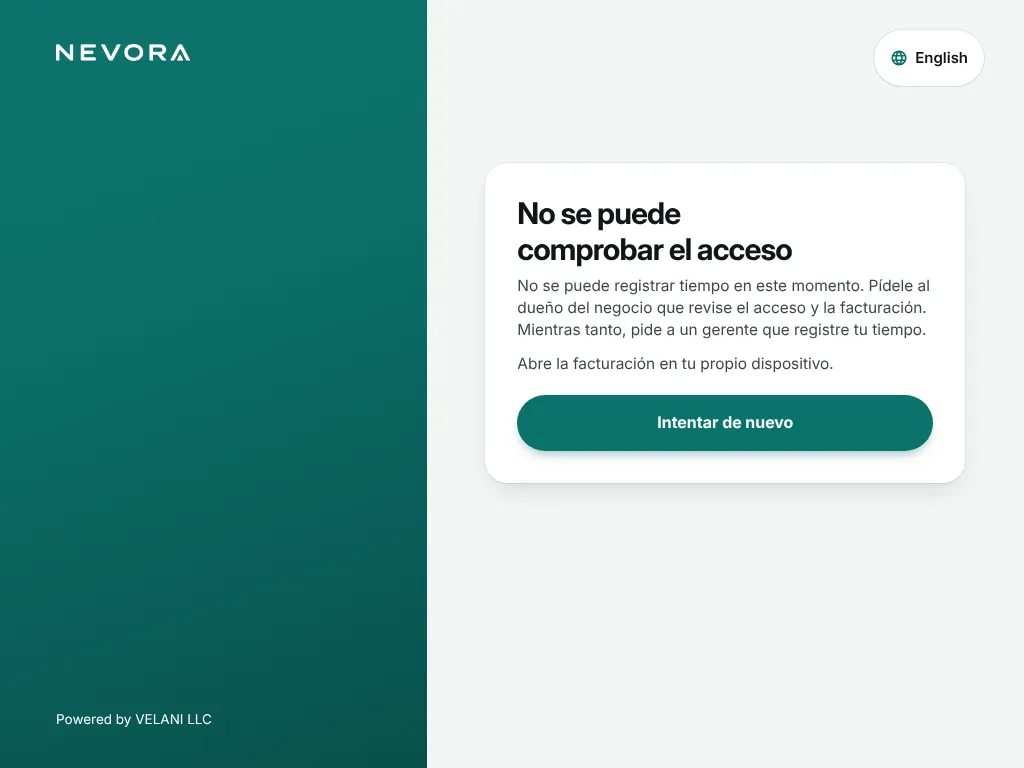 NEVORA
English
No se puede
comprobar el acceso
No se puede registrar tiempo en este momento. Pídele al
dueño del negocio que revise el acceso y la facturación.
Mientras tanto, pide a un gerente que registre tu tiempo.
Abre la facturación en tu propio dispositivo.
Intentar de nuevo
Powered by VELANI LLC